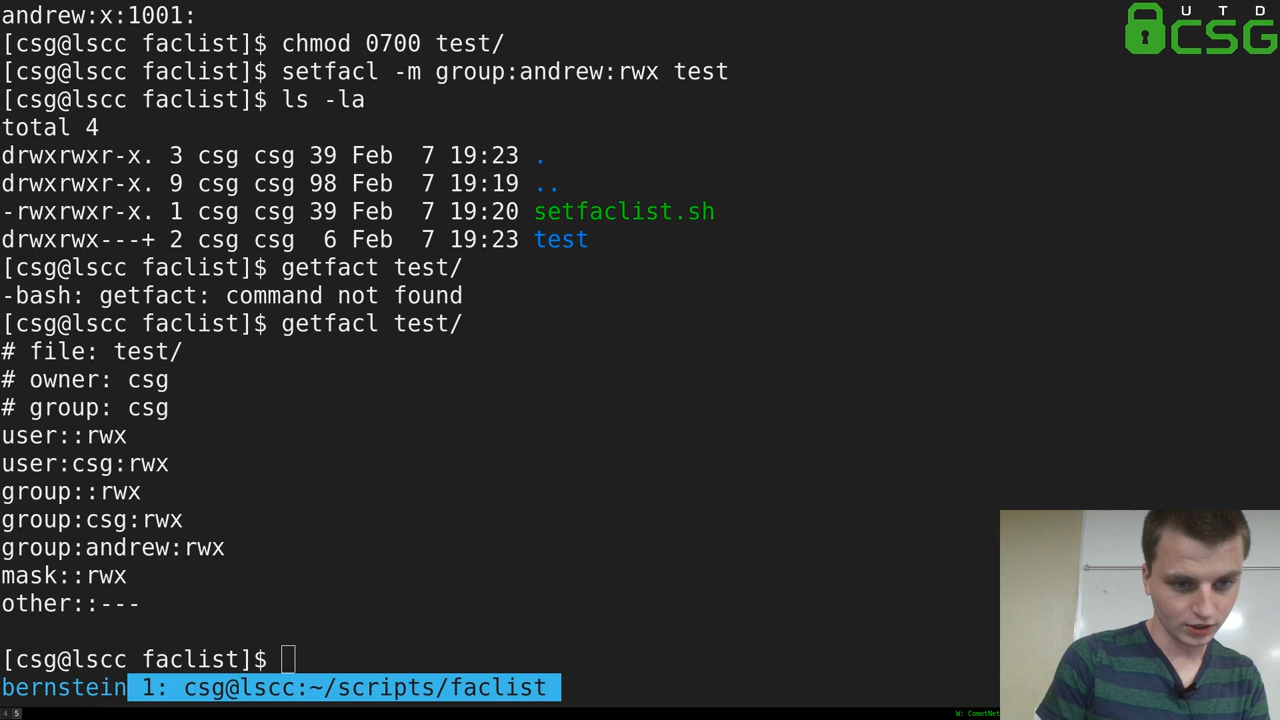 andrew:x:1001:
[csg@lscc faclist]$ chmod 0700 test/
[csg@lscc faclist]$ setfacl -m group:andrew:rwx test
[csg@lscc faclist]$ ls -la
total 4
drwxrwxr-x. 3 csg csg 39 Feb  7 19:23 .
drwxrwxr-x. 9 csg csg 98 Feb  7 19:19 ..
-rwxrwxr-x. 1 csg csg 39 Feb  7 19:20 setfaclist.sh
drwxrwx---+ 2 csg csg  6 Feb  7 19:23 test
[csg@lscc faclist]$ getfact test/
-bash: getfact: command not found
[csg@lscc faclist]$ getfacl test/
# file: test/
# owner: csg
# group: csg
user::rwx
user:csg:rwx
group::rwx
group:csg:rwx
group:andrew:rwx
mask::rwx
other::---
[csg@lscc faclist]$
bernstein 1: csg@lscc:~/scripts/faclist
UTD
CSG
4 S
W: CometNet